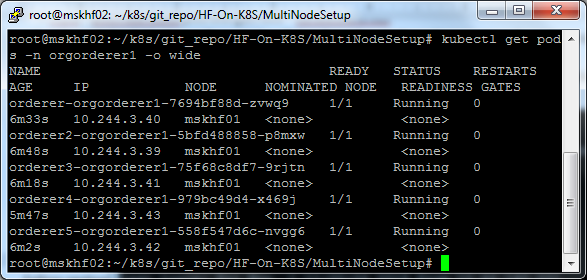 root@mskhf02: ~/k8s/git_repo/HF-On-K8S/MultiNodeSetup
root@mskhf02:~/k8s/git_repo/HF-On-K8S/MultiNodeSetup# kubectl get pod
s -n orgorderer1 -o wide
NAME READY STATUS RESTARTS
AGE IP NODE NOMINATED NODE READINESS GATES
orderer-orgorderer1-7694bf88d-zvwq9 1/1 Running 0
6m33s 10.244.3.40 mskhf01 <none> <none>
orderer2-orgorderer1-5bfd488858-p8mxw 1/1 Running 0
6m48s 10.244.3.39 mskhf01 <none> <none>
orderer3-orgorderer1-75f68c8df7-9rjtn 1/1 Running 0
6m18s 10.244.3.41 mskhf01 <none> <none>
orderer4-orgorderer1-979bc49d4-x469j 1/1 Running 0
5m47s 10.244.3.43 mskhf01 <none> <none>
orderer5-orgorderer1-558f547d6c-nvgg6 1/1 Running 0
6m2s 10.244.3.42 mskhf01 <none> <none>
root@mskhf02:~/k8s/git_repo/HF-On-K8S/MultiNodeSetup#